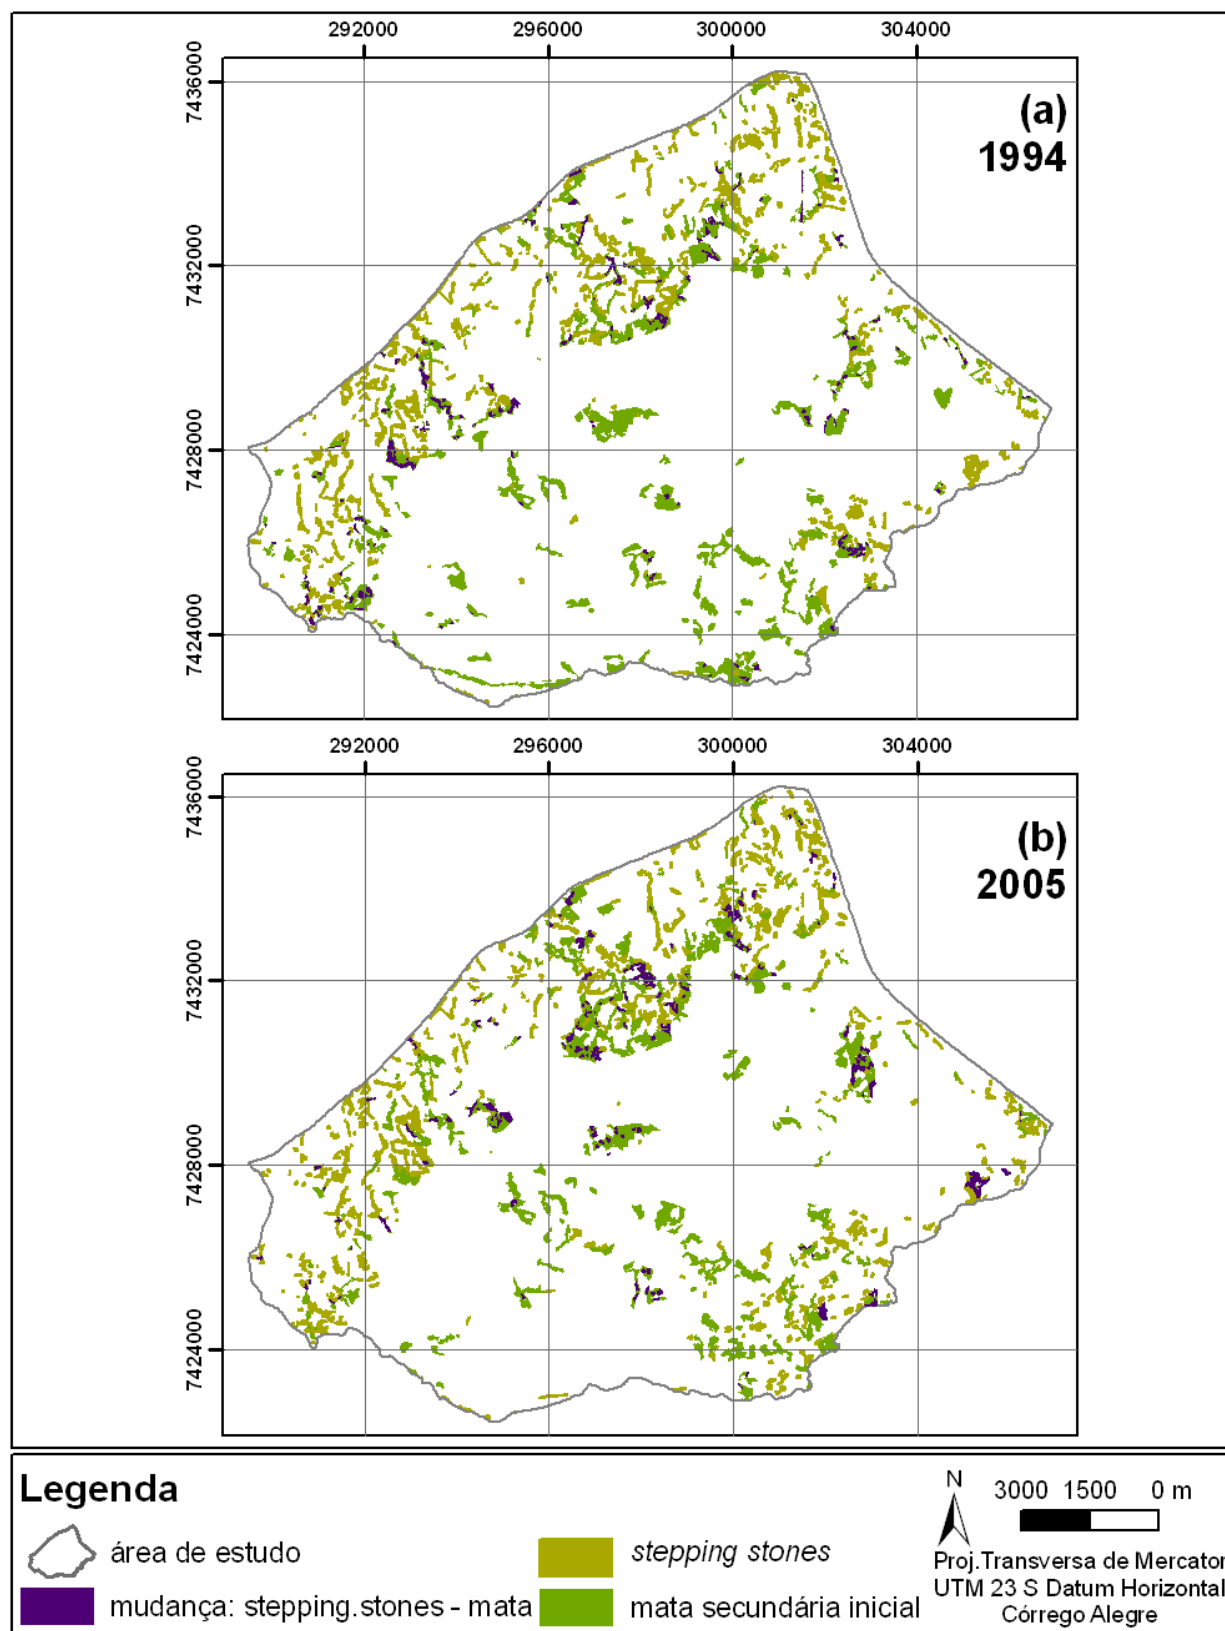 292000 296000 300000 304000
7436000
7432000
7428000
7424000
(a)
1994
292000 296000 300000 304000
7436000
7432000
7428000
7424000
(b)
2005
Legenda
área de estudo
mudança: stepping.stones - mata
stepping stones
mata secundária inicial
N
3000 1500 0 m
Proj.Transversa de Mercator
UTM 23 S Datum Horizontal
Córrego Alegre